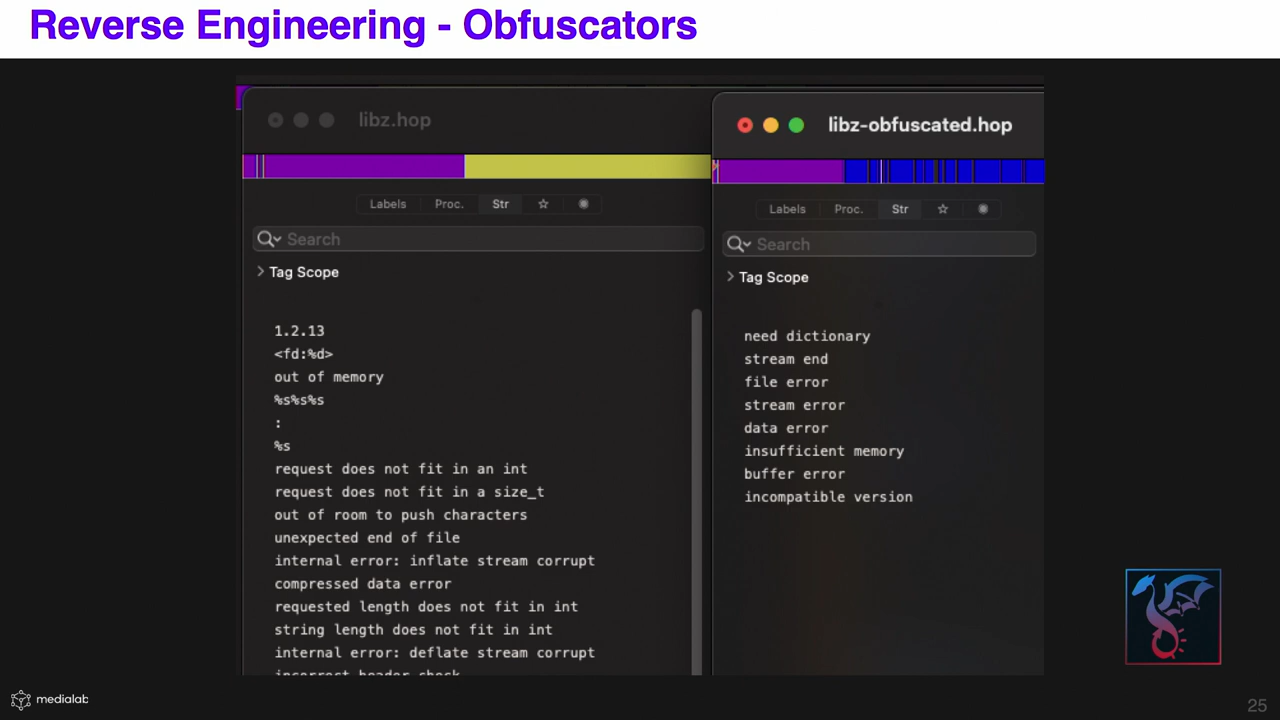 Reverse Engineering - Obfuscators
libz.hop
Labels Proc. Str
Search
Tag Scope
1.2.13
<fd:%d>
out of memory
%s%s%s
:
%s
request does not fit in an int
request does not fit in a size_t
out of room to push characters
unexpected end of file
internal error: inflate stream corrupt
compressed data error
requested length does not fit in int
string length does not fit in int
internal error: deflate stream corrupt
incorrect header check
libz-obfuscated.hop
Labels Proc. Str
Search
Tag Scope
need dictionary
stream end
file error
stream error
data error
insufficient memory
buffer error
incompatible version
medialab
25